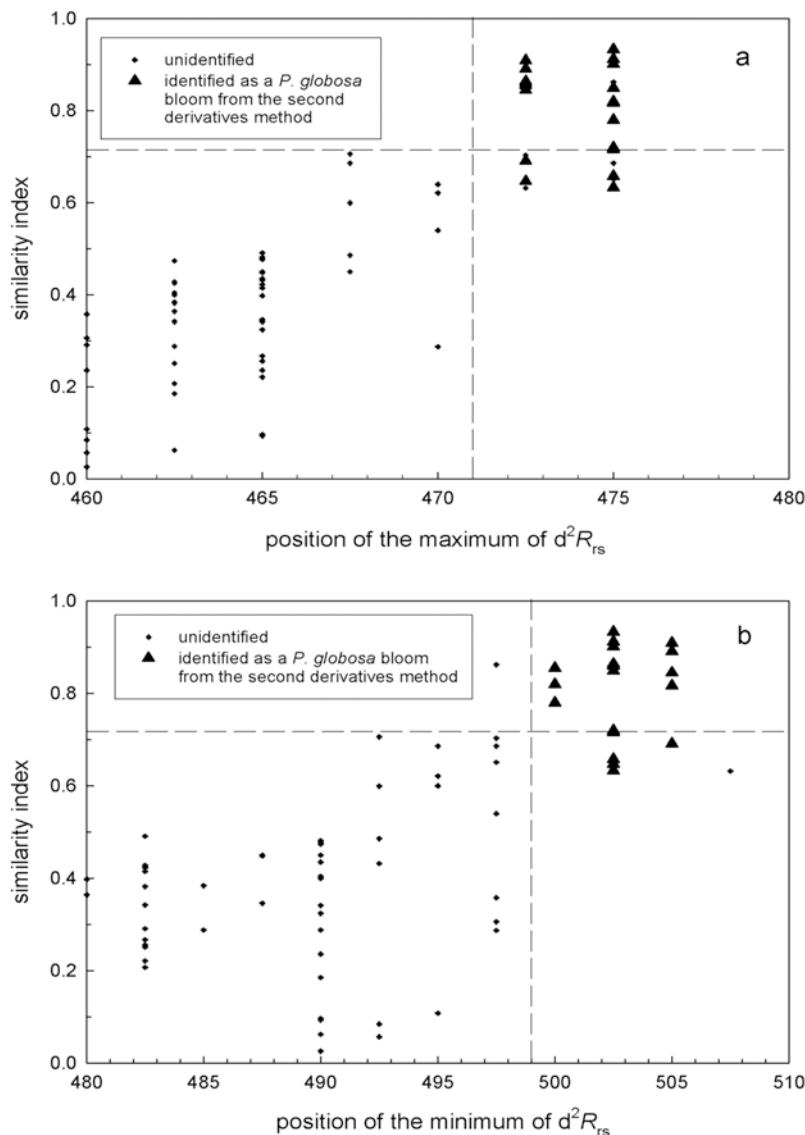 a
unidentified
identified as a P. globosa
bloom from the second
derivatives method
1.0
0.8
0.6
0.4
0.2
0.0
similarity index
460 465 470 475 480
position of the maximum of d²Rrs
b
unidentified
identified as a P. globosa bloom
from the second derivatives method
1.0
0.8
0.6
0.4
0.2
0.0
similarity index
480 485 490 495 500 505 510
position of the minimum of d²Rrs